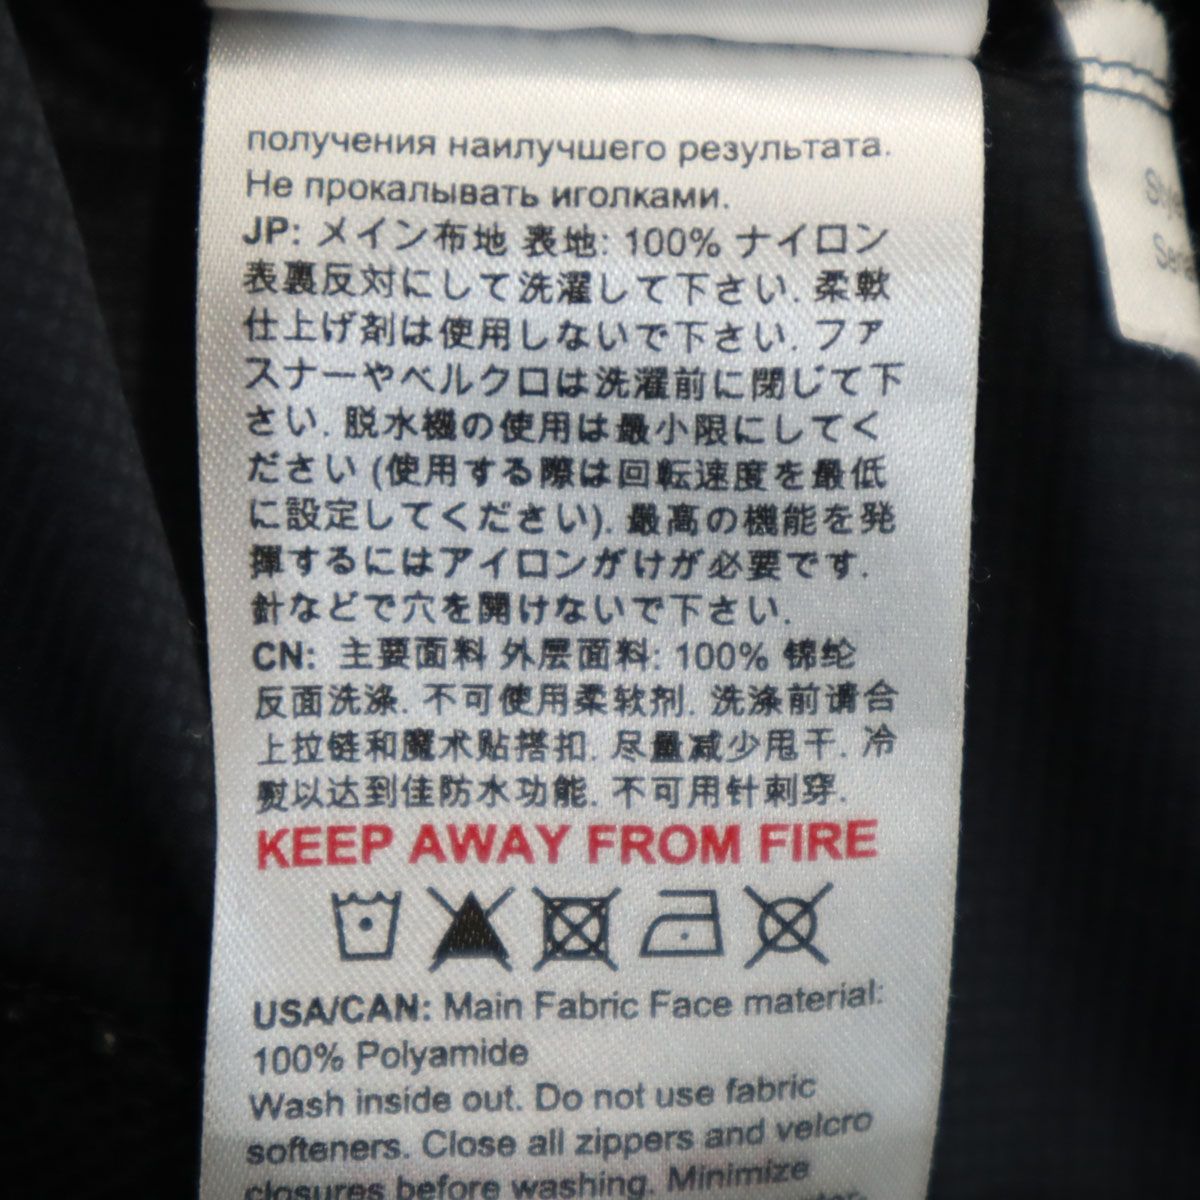 получения наилучшего результата.
Не прокалывать иголками.
JP: メイン布地 表地: 100% ナイロン
表裏反対にして洗濯して下さい. 柔軟
仕上げ剤は使用しないで下さい. ファ
スナーやベルクロは洗濯前に閉じて下
さい. 脱水機の使用は最小限にしてく
ださい (使用する際は回転速度を最低
に設定してください). 最高の機能を発
揮するにはアイロンがけが必要です.
針などで穴を開けないで下さい.
CN: 主要面料 外层面料: 100% 锦纶
反面洗涤. 不可使用柔软剂. 洗涤前请合
上拉链和魔术贴搭扣. 尽量减少甩干. 冷
熨以达到佳防水功能. 不可用针刺穿.
KEEP AWAY FROM FIRE
USA/CAN: Main Fabric Face material:
100% Polyamide
Wash inside out. Do not use fabric
softeners. Close all zippers and velcro
closures before washing. Minimize